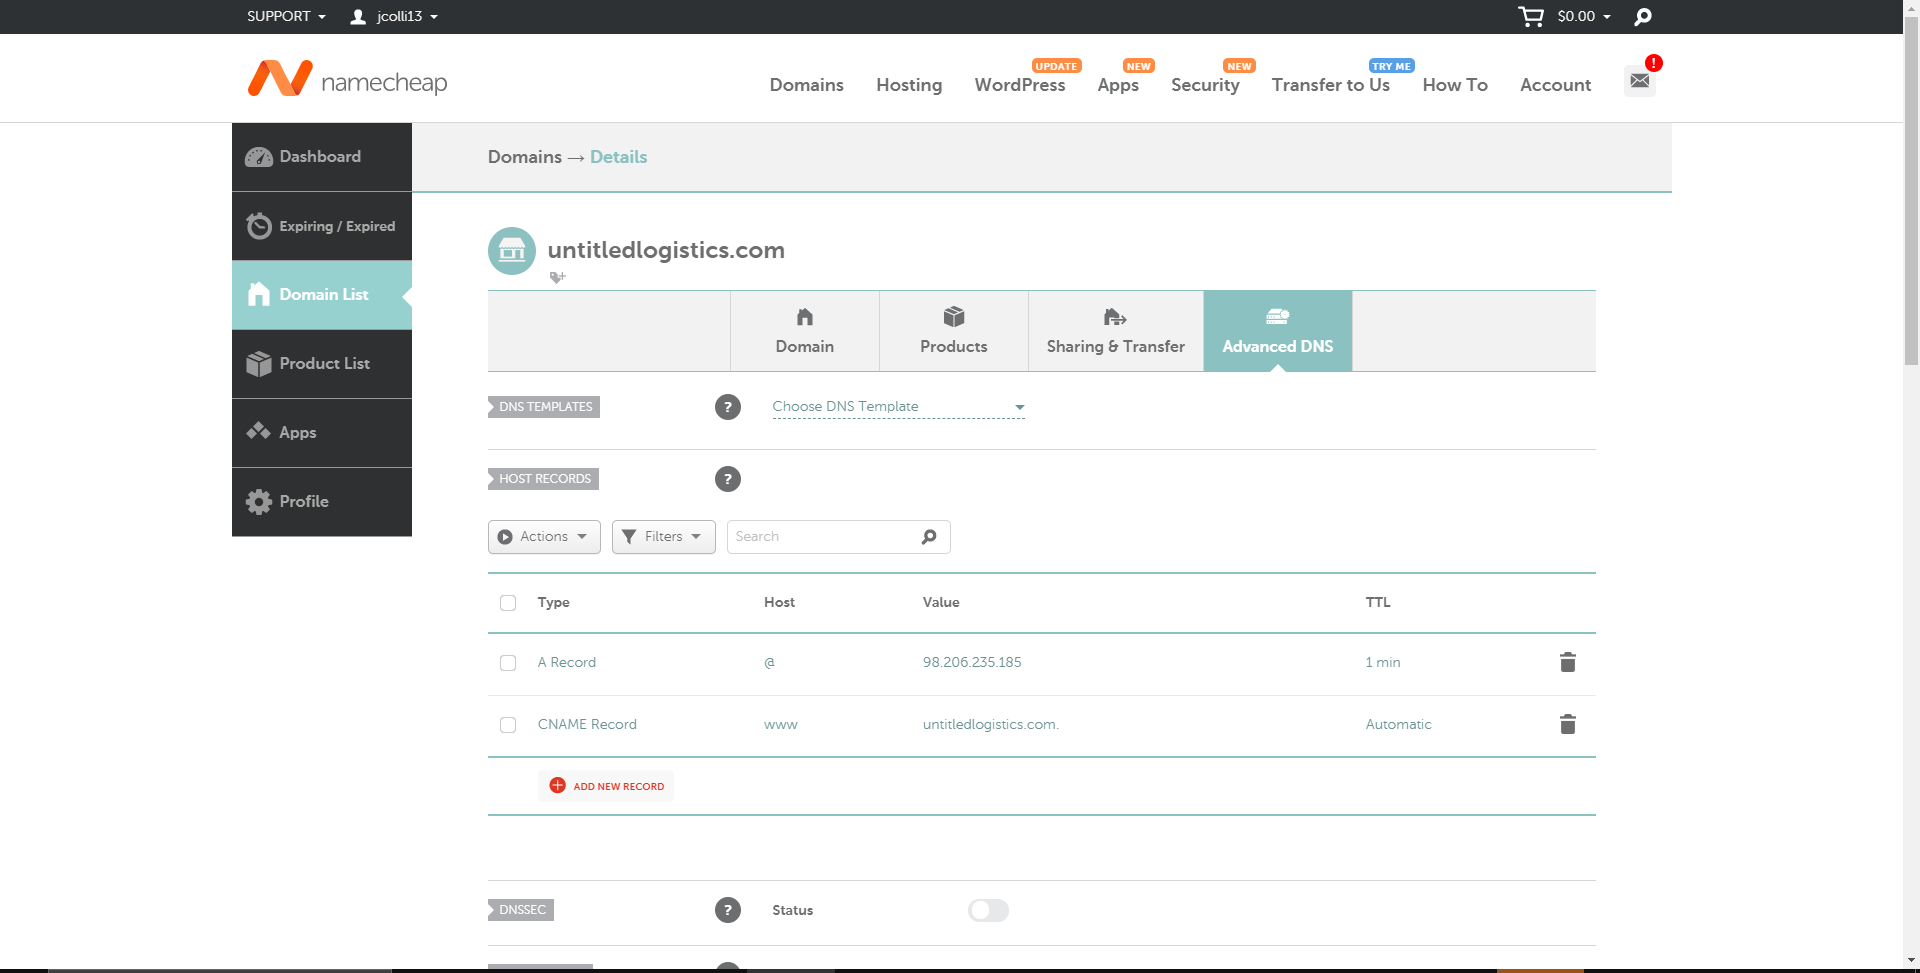 SUPPORT jcolli13 $0.00
namecheap
Domains Hosting WordPress UPDATE Apps NEW Security NEW Transfer to Us TRY ME How To Account !
Dashboard
Expiring / Expired
Domain List
Product List
Apps
Profile
Domains → Details
untitledlogistics.com
Domain Products Sharing & Transfer Advanced DNS
DNS TEMPLATES ? Choose DNS Template
HOST RECORDS ?
Actions Filters Search
Type Host Value TTL
A Record @ 98.206.235.185 1 min
CNAME Record www untitledlogistics.com. Automatic
ADD NEW RECORD
DNSSEC ? Status